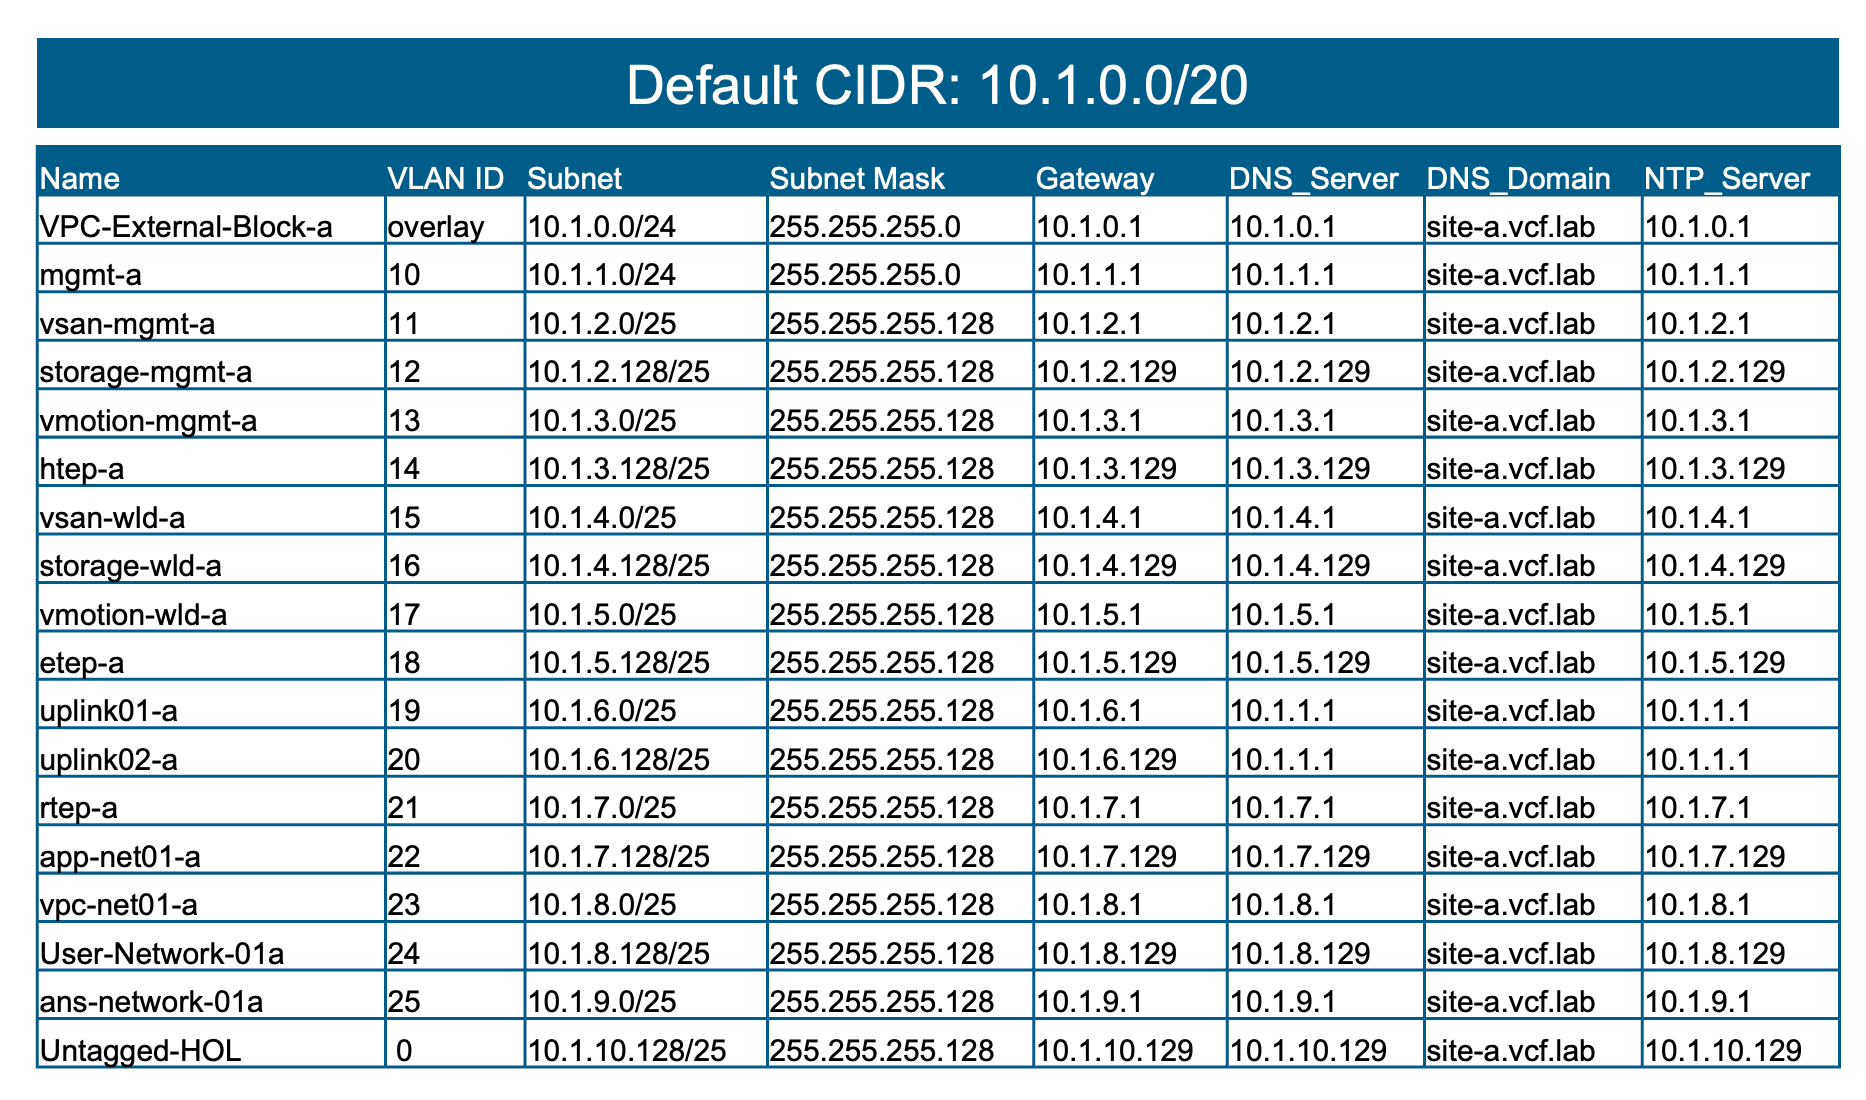 Default CIDR: 10.1.0.0/20
Name VLAN ID Subnet Subnet Mask Gateway DNS_Server DNS_Domain NTP_Server
VPC-External-Block-a overlay 10.1.0.0/24 255.255.255.0 10.1.0.1 10.1.0.1 site-a.vcf.lab 10.1.0.1
mgmt-a 10 10.1.1.0/24 255.255.255.0 10.1.1.1 10.1.1.1 site-a.vcf.lab 10.1.1.1
vsan-mgmt-a 11 10.1.2.0/25 255.255.255.128 10.1.2.1 10.1.2.1 site-a.vcf.lab 10.1.2.1
storage-mgmt-a 12 10.1.2.128/25 255.255.255.128 10.1.2.129 10.1.2.129 site-a.vcf.lab 10.1.2.129
vmotion-mgmt-a 13 10.1.3.0/25 255.255.255.128 10.1.3.1 10.1.3.1 site-a.vcf.lab 10.1.3.1
htep-a 14 10.1.3.128/25 255.255.255.128 10.1.3.129 10.1.3.129 site-a.vcf.lab 10.1.3.129
vsan-wld-a 15 10.1.4.0/25 255.255.255.128 10.1.4.1 10.1.4.1 site-a.vcf.lab 10.1.4.1
storage-wld-a 16 10.1.4.128/25 255.255.255.128 10.1.4.129 10.1.4.129 site-a.vcf.lab 10.1.4.129
vmotion-wld-a 17 10.1.5.0/25 255.255.255.128 10.1.5.1 10.1.5.1 site-a.vcf.lab 10.1.5.1
etep-a 18 10.1.5.128/25 255.255.255.128 10.1.5.129 10.1.5.129 site-a.vcf.lab 10.1.5.129
uplink01-a 19 10.1.6.0/25 255.255.255.128 10.1.6.1 10.1.1.1 site-a.vcf.lab 10.1.1.1
uplink02-a 20 10.1.6.128/25 255.255.255.128 10.1.6.129 10.1.1.1 site-a.vcf.lab 10.1.1.1
rtep-a 21 10.1.7.0/25 255.255.255.128 10.1.7.1 10.1.7.1 site-a.vcf.lab 10.1.7.1
app-net01-a 22 10.1.7.128/25 255.255.255.128 10.1.7.129 10.1.7.129 site-a.vcf.lab 10.1.7.129
vpc-net01-a 23 10.1.8.0/25 255.255.255.128 10.1.8.1 10.1.8.1 site-a.vcf.lab 10.1.8.1
User-Network-01a 24 10.1.8.128/25 255.255.255.128 10.1.8.129 10.1.8.129 site-a.vcf.lab 10.1.8.129
ans-network-01a 25 10.1.9.0/25 255.255.255.128 10.1.9.1 10.1.9.1 site-a.vcf.lab 10.1.9.1
Untagged-HOL 0 10.1.10.128/25 255.255.255.128 10.1.10.129 10.1.10.129 site-a.vcf.lab 10.1.10.129